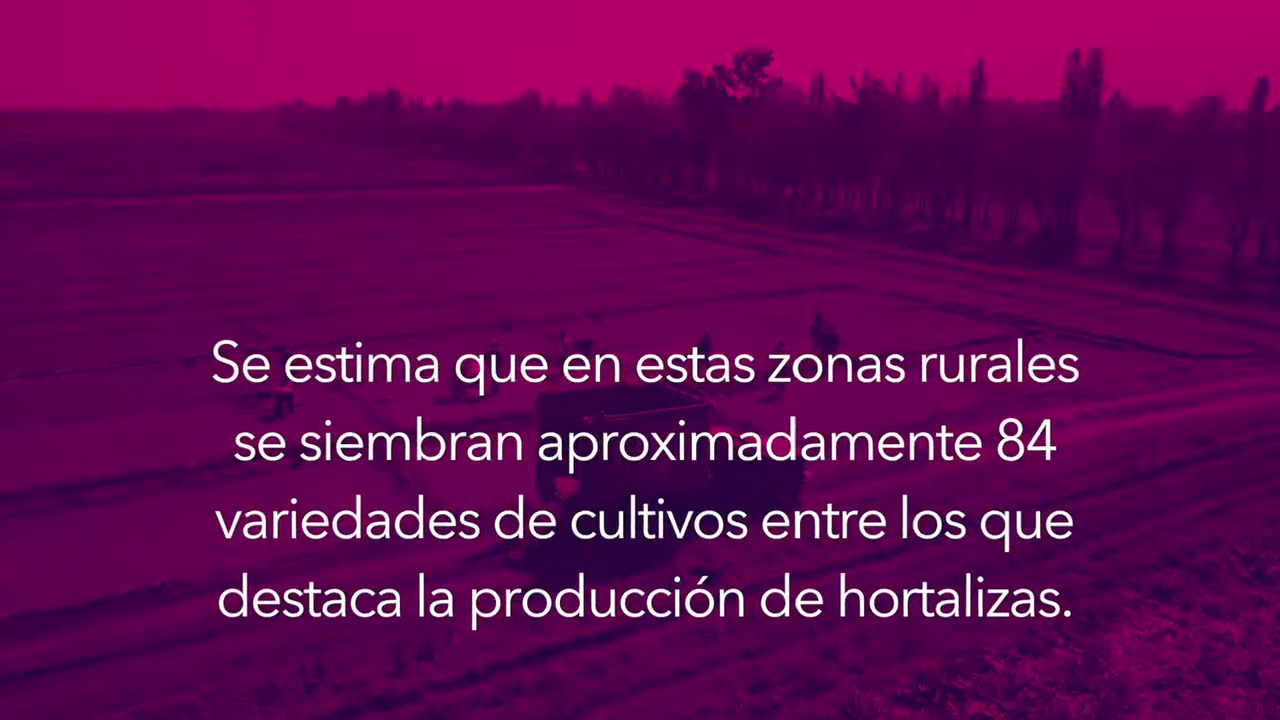 Se estima que en estas zonas rurales
se siembran aproximadamente 84
variedades de cultivos entre los que
destaca la producción de hortalizas.